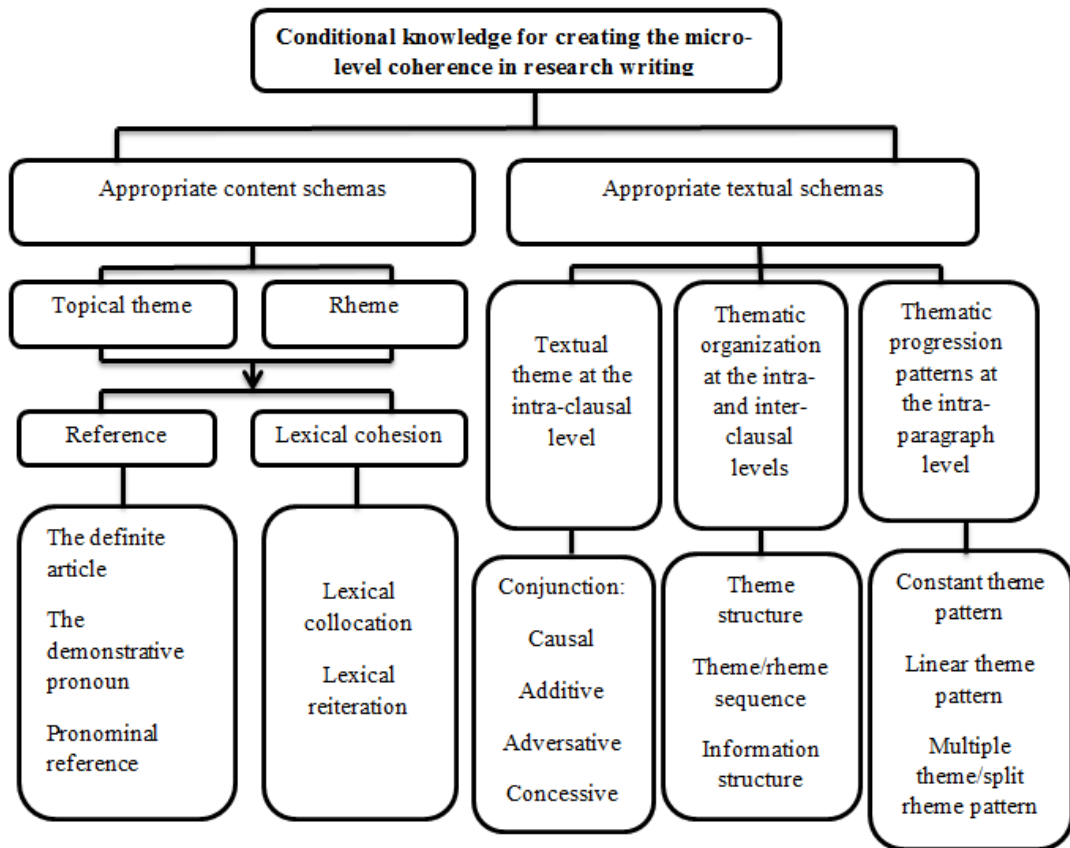 Conditional knowledge for creating the micro-
level coherence in research writing
Appropriate content schemas
Appropriate textual schemas
Topical theme
Rheme
Reference
Lexical cohesion
The definite
article
The
demonstrative
pronoun
Pronominal
reference
Lexical
collocation
Lexical
reiteration
Textual
theme at the
intra-clausal
level
Thematic
organization
at the intra-
and inter-
clausal
levels
Thematic
progression
patterns at
the intra-
paragraph
level
Conjunction:
Causal
Additive
Adversative
Concessive
Theme
structure
Theme/rheme
sequence
Information
structure
Constant theme
pattern
Linear theme
pattern
Multiple
theme/split
rheme pattern